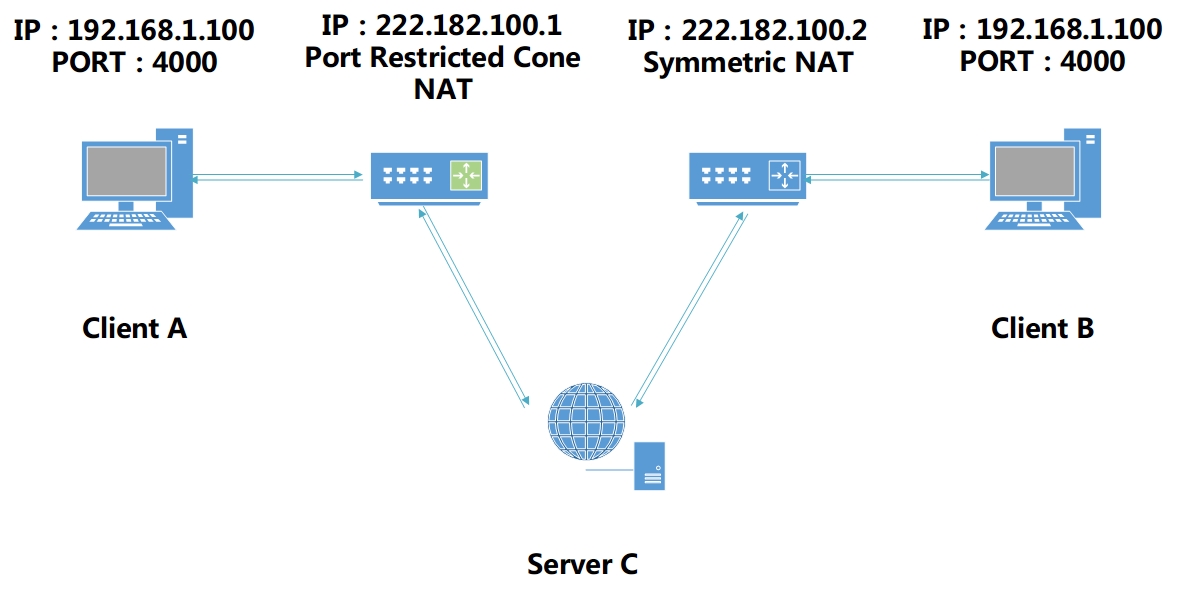 IP：192.168.1.100
PORT：4000
IP：222.182.100.1
Port Restricted Cone
NAT
IP：222.182.100.2
Symmetric NAT
IP：192.168.1.100
PORT：4000
Client A
Client B
Server C